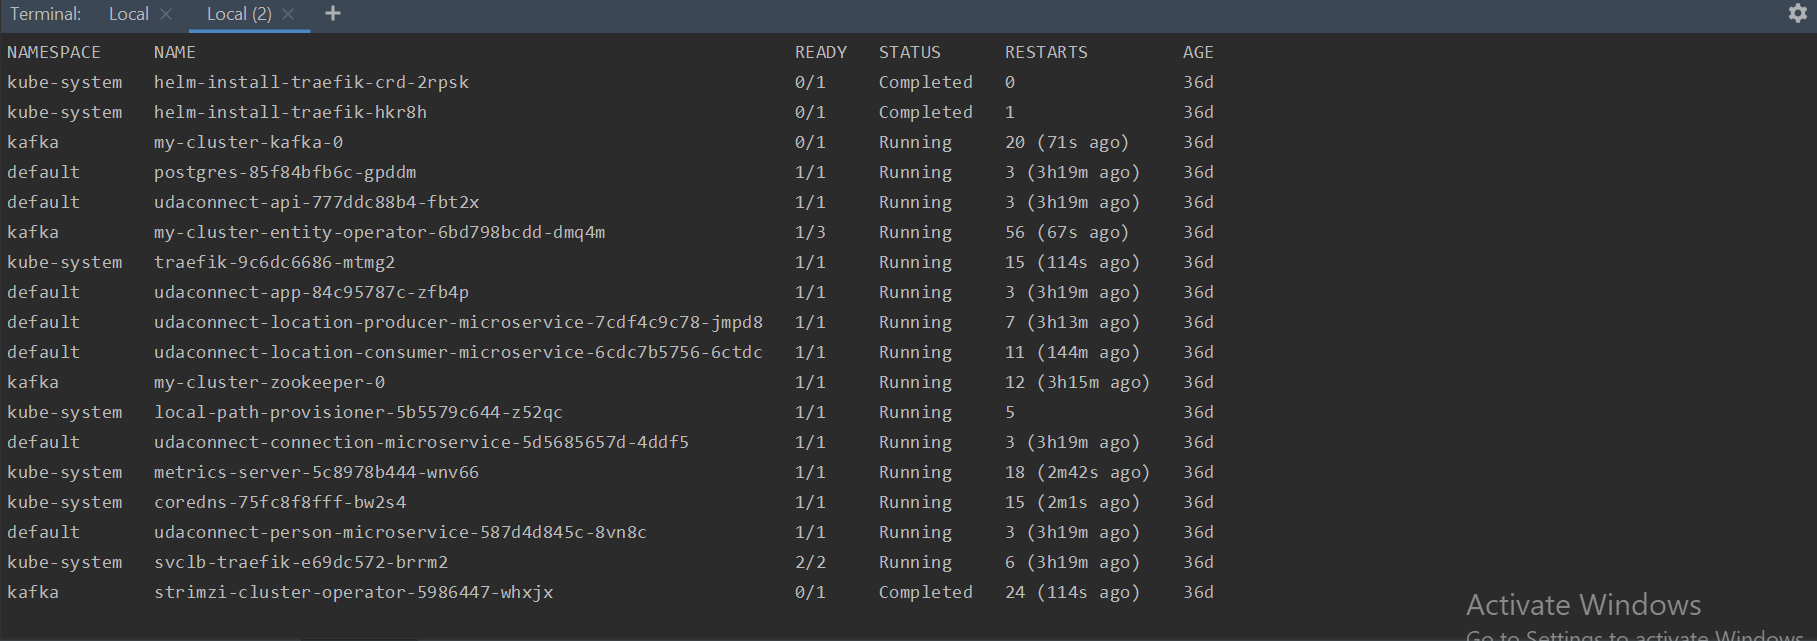 Terminal: Local × Local (2) × +
NAMESPACE NAME READY STATUS RESTARTS AGE
kube-system helm-install-traefik-crd-2rpsk 0/1 Completed 0 36d
kube-system helm-install-traefik-hkr8h 0/1 Completed 1 36d
kafka my-cluster-kafka-0 0/1 Running 20 (71s ago) 36d
default postgres-85f84bfb6c-gpddm 1/1 Running 3 (3h19m ago) 36d
default udaconnect-api-777ddc88b4-fbt2x 1/1 Running 3 (3h19m ago) 36d
kafka my-cluster-entity-operator-6bd798bcdd-dmq4m 1/3 Running 56 (67s ago) 36d
kube-system traefik-9c6dc6686-mtmg2 1/1 Running 15 (114s ago) 36d
default udaconnect-app-84c95787c-zfb4p 1/1 Running 3 (3h19m ago) 36d
default udaconnect-location-producer-microservice-7cdf4c9c78-jmpd8 1/1 Running 7 (3h13m ago) 36d
default udaconnect-location-consumer-microservice-6cdc7b5756-6ctdc 1/1 Running 11 (144m ago) 36d
kafka my-cluster-zookeeper-0 1/1 Running 12 (3h15m ago) 36d
kube-system local-path-provisioner-5b5579c644-z52qc 1/1 Running 5 36d
default udaconnect-connection-microservice-5d5685657d-4ddf5 1/1 Running 3 (3h19m ago) 36d
kube-system metrics-server-5c8978b444-wnv66 1/1 Running 18 (2m42s ago) 36d
kube-system coredns-75fc8f8fff-bw2s4 1/1 Running 15 (2m1s ago) 36d
default udaconnect-person-microservice-587d4d845c-8vn8c 1/1 Running 3 (3h19m ago) 36d
kube-system svclb-traefik-e69dc572-brrm2 2/2 Running 6 (3h19m ago) 36d
kafka strimzi-cluster-operator-5986447-whxjx 0/1 Completed 24 (114s ago) 36d
Activate Windows
Go to Settings to activate Windows.